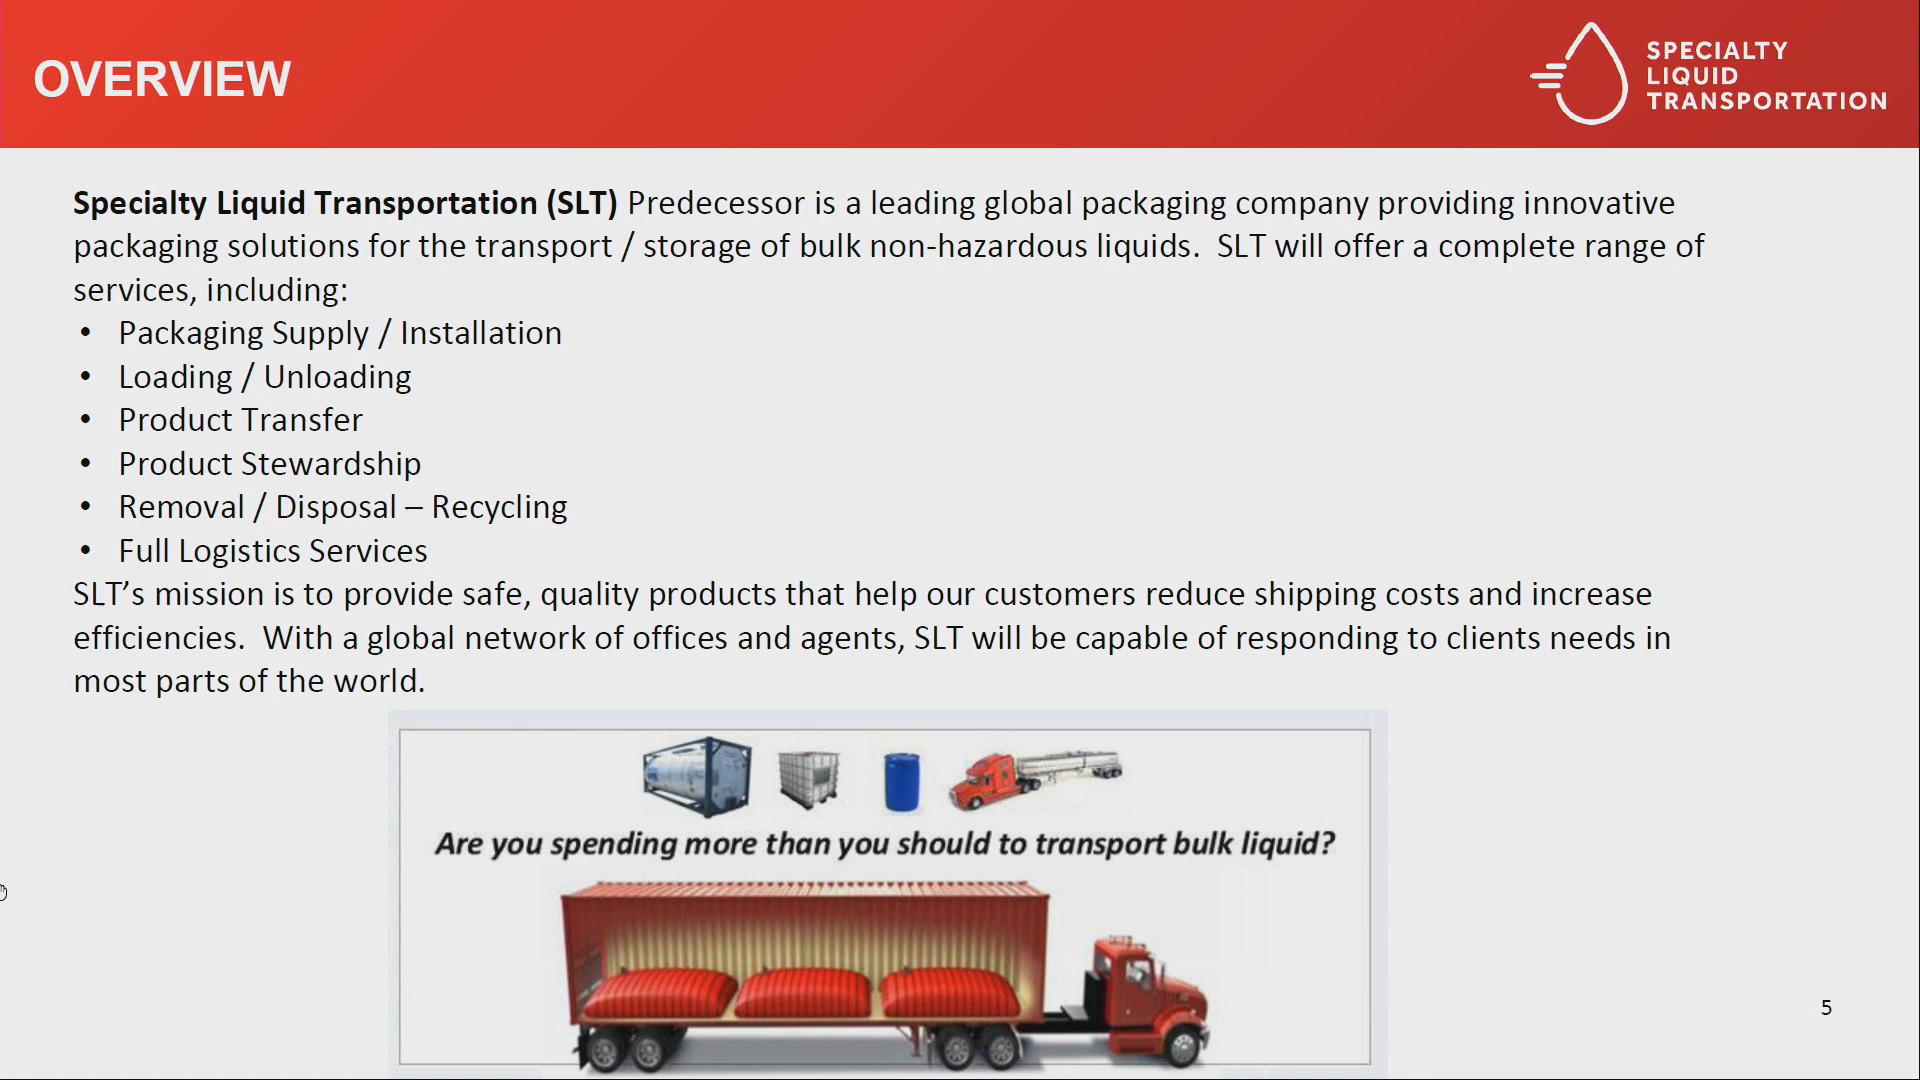 OVERVIEW
SPECIALTY
LIQUID
TRANSPORTATION
Specialty Liquid Transportation (SLT) Predecessor is a leading global packaging company providing innovative
packaging solutions for the transport / storage of bulk non-hazardous liquids.  SLT will offer a complete range of
services, including:
• Packaging Supply / Installation
• Loading / Unloading
• Product Transfer
• Product Stewardship
• Removal / Disposal – Recycling
• Full Logistics Services
SLT’s mission is to provide safe, quality products that help our customers reduce shipping costs and increase
efficiencies.  With a global network of offices and agents, SLT will be capable of responding to clients needs in
most parts of the world.
Are you spending more than you should to transport bulk liquid?
5